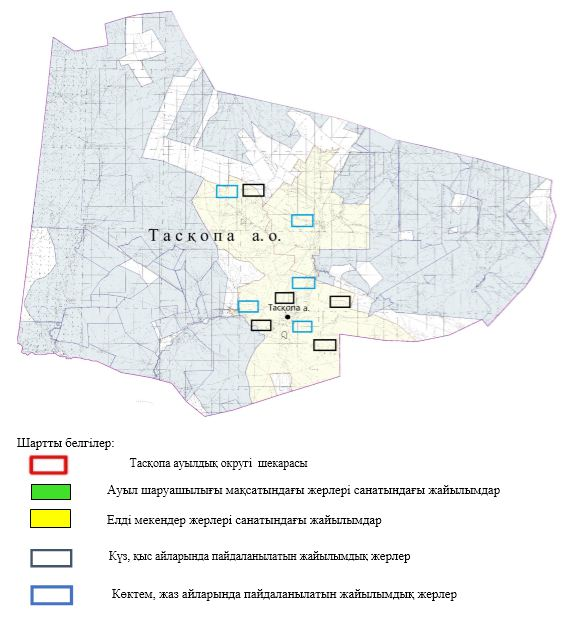 Тасқопа а. о.
Тасқопа а.
Шартты белгілер:
Тасқопа ауылдық округі шекарасы
Ауыл шаруашылығы мақсатындағы жерлері санатындағы жайылымдар
Елді мекендер жерлері санатындағы жайылымдар
Күз, қыс айларында пайдаланылатын жайылымдық жерлер
Көктем, жаз айларында пайдаланылатын жайылымдық жерлер